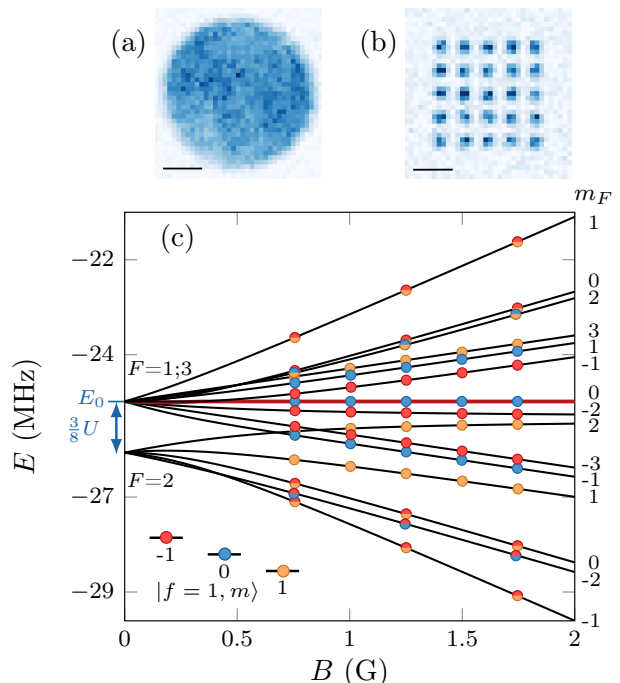 (a) (b)
m_F
(c)
1
−22
0
2
3
−24
F=1;3
1
-1
E_0
0
-2
3/8 U
2
F=2
-3
-1
−27
1
-1
0
0
1
-2
|f = 1, m⟩
−29
-1
E (MHz)
0 0.5 1 1.5 2
B (G)